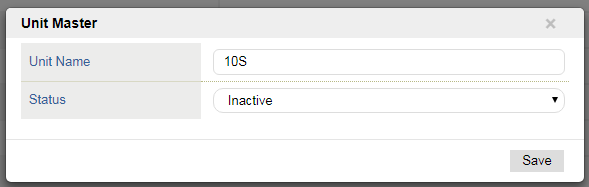 Unit Master ×
Unit Name 10S
Status Inactive
Save